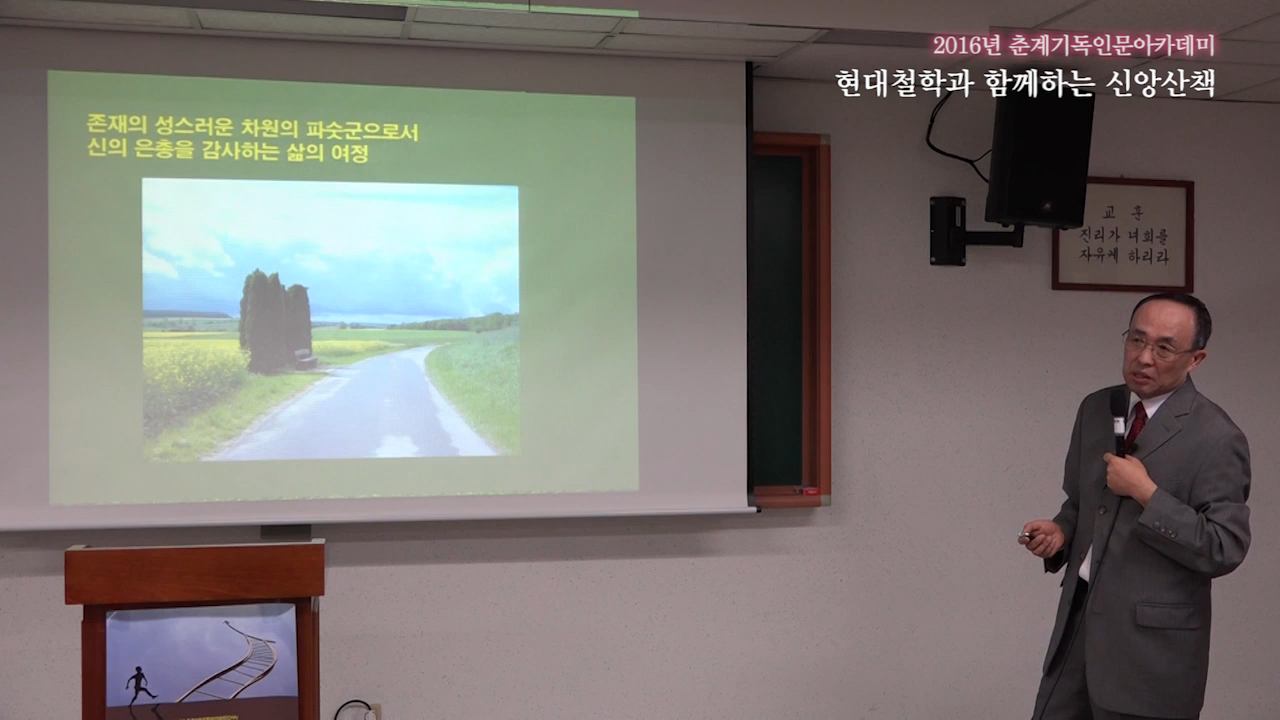 2016년 춘계기독인문아카데미
현대철학과 함께하는 신앙산책
존재의 성스러운 차원의 파숫군으로서
신의 은총을 감사하는 삶의 여정
교 훈
진리가 너희를
자유케 하리라